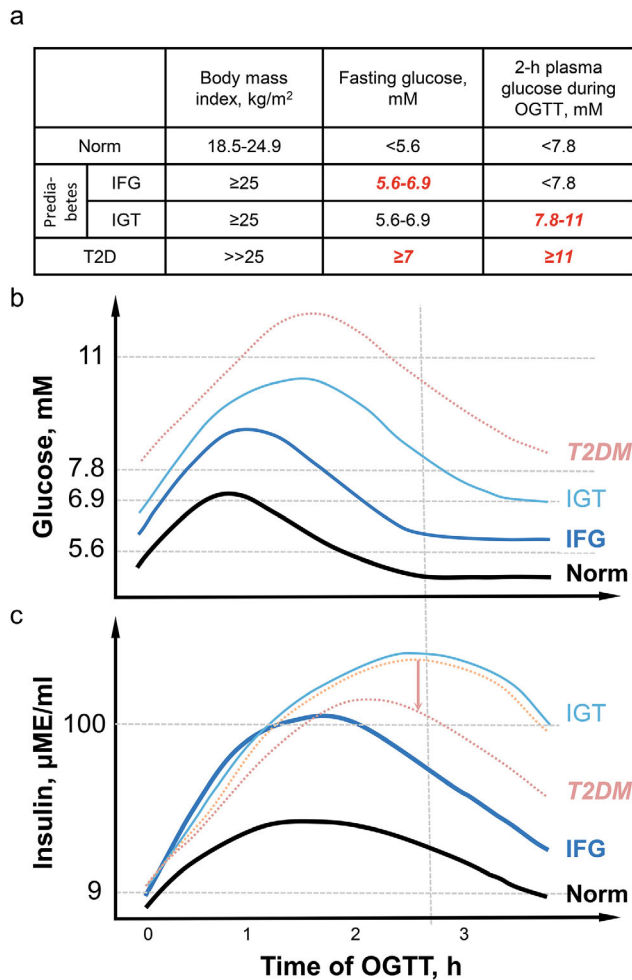 a
Body mass
index, kg/m²
Fasting glucose,
mM
2-h plasma
glucose during
OGTT, mM
Norm
18.5-24.9
<5.6
<7.8
Predia-
betes
IFG
≥25
5.6-6.9
<7.8
IGT
≥25
5.6-6.9
7.8-11
T2D
>>25
≥7
≥11
b
Glucose, mM
11
7.8
6.9
5.6
T2DM
IGT
IFG
Norm
c
Insulin, µME/ml
100
9
IGT
T2DM
IFG
Norm
0
1
2
3
Time of OGTT, h